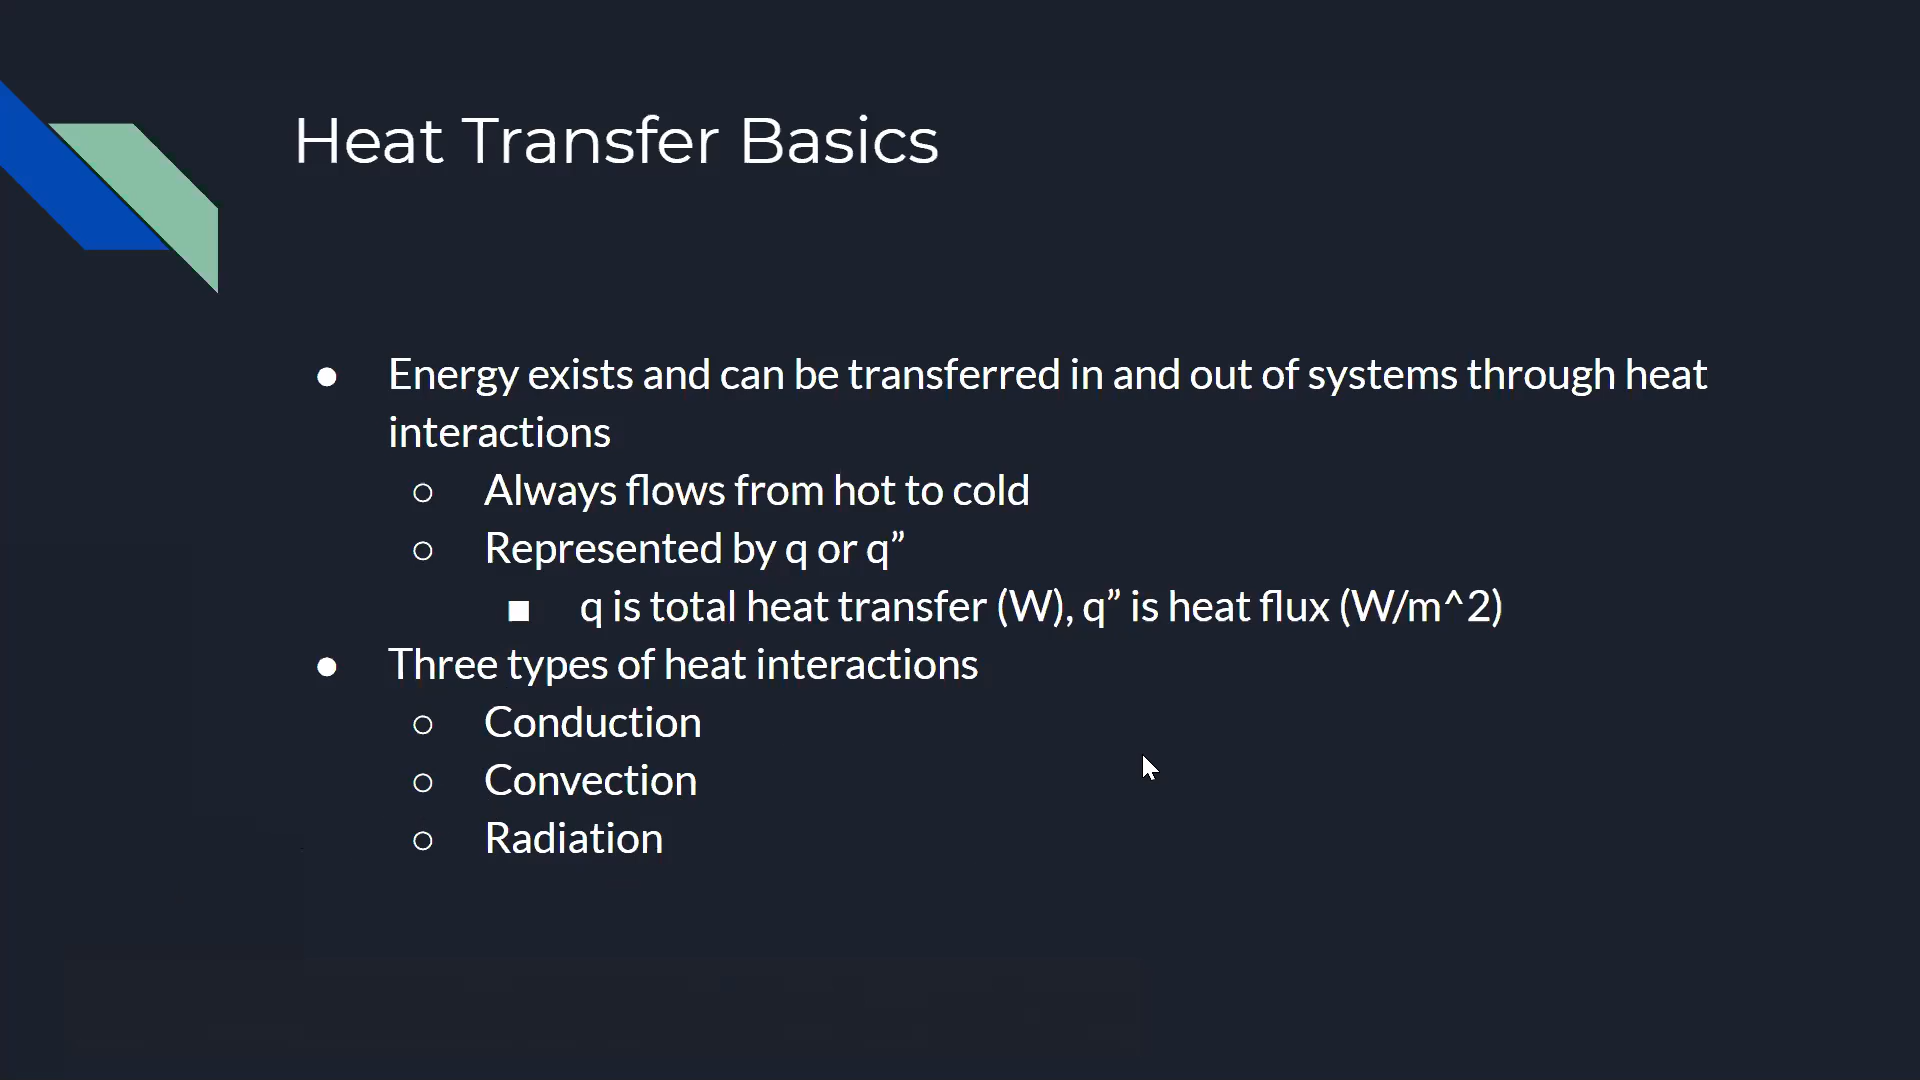 Heat Transfer Basics
● Energy exists and can be transferred in and out of systems through heat
interactions
○ Always flows from hot to cold
○ Represented by q or q”
■ q is total heat transfer (W), q” is heat flux (W/m^2)
● Three types of heat interactions
○ Conduction
○ Convection
○ Radiation